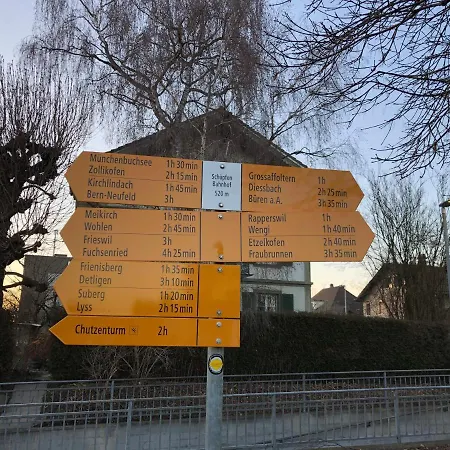 Münchenbuchsee 1h 30min
Zollikofen 2h 15min
Kirchlindach 1h 45min
Bern-Neufeld 3h
Schüpfen
Bahnhof
520 m
Grossaffoltern 1h
Diessbach 2h 25min
Büren a.A. 3h 35min
Meikirch 1h 30min
Wohlen 2h 45min
Frieswil 3h
Fuchsenried 4h 25min
Rapperswil 1h
Wengi 1h 40min
Etzelkofen 2h 40min
Fraubrunnen 3h 35min
Frienisberg 1h 35min
Detligen 3h 10min
Suberg 1h 20min
Lyss 2h 15min
Chutzenturm 2h